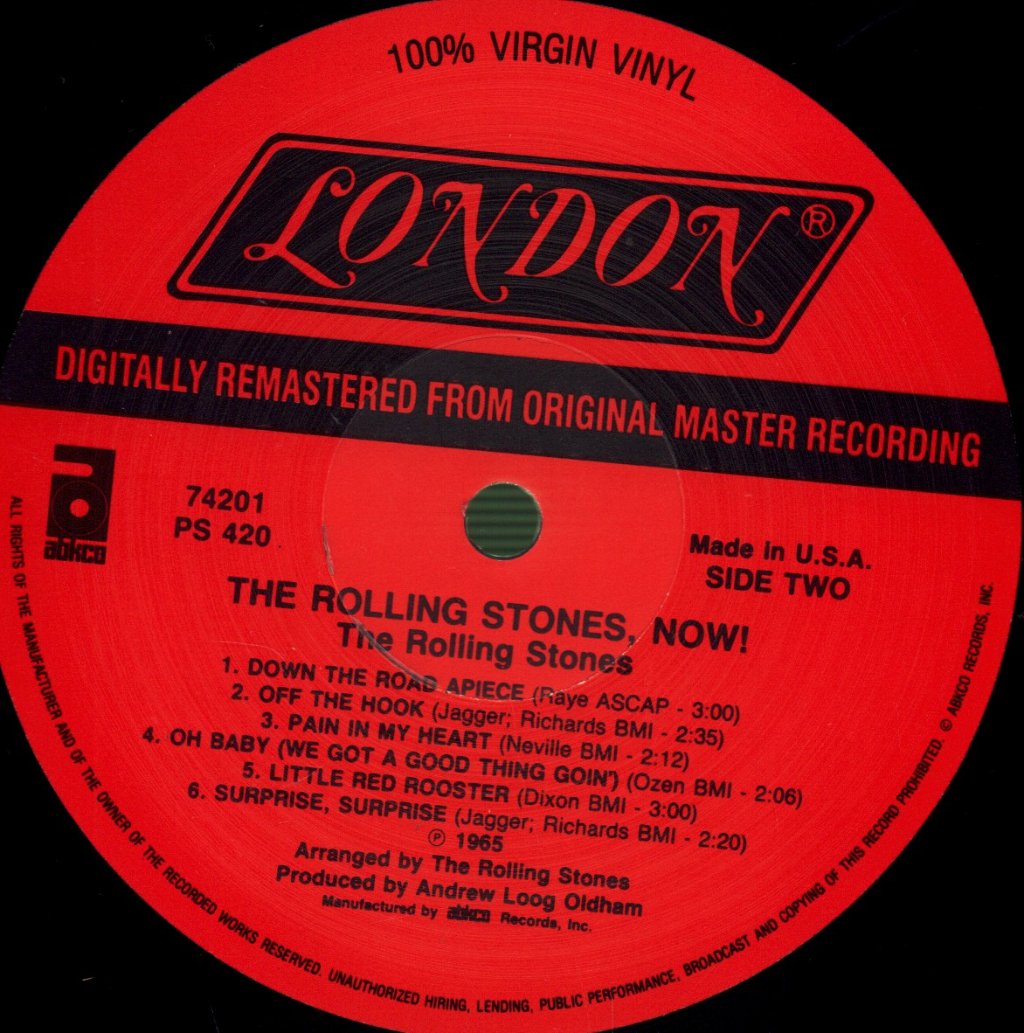 100% VIRGIN VINYL
LONDON®
DIGITALLY REMASTERED FROM ORIGINAL MASTER RECORDING
abkco
74201
PS 420
Made in U.S.A.
SIDE TWO
THE ROLLING STONES, NOW!
The Rolling Stones
1. DOWN THE ROAD APIECE (Raye ASCAP - 3:00)
2. OFF THE HOOK (Jagger; Richards BMI - 2:35)
3. PAIN IN MY HEART (Neville BMI - 2:12)
4. OH BABY (WE GOT A GOOD THING GOIN') (Ozen BMI - 2:06)
5. LITTLE RED ROOSTER (Dixon BMI - 3:00)
6. SURPRISE, SURPRISE (Jagger; Richards BMI - 2:20)
℗ 1965
Arranged by The Rolling Stones
Produced by Andrew Loog Oldham
Manufactured by abkco Records, Inc.
ALL RIGHTS OF THE MANUFACTURER AND OF THE OWNER OF THE RECORDED WORKS RESERVED. UNAUTHORIZED HIRING, LENDING, PUBLIC PERFORMANCE, BROADCAST AND COPYING OF THIS RECORD PROHIBITED. © ABKCO RECORDS, INC.